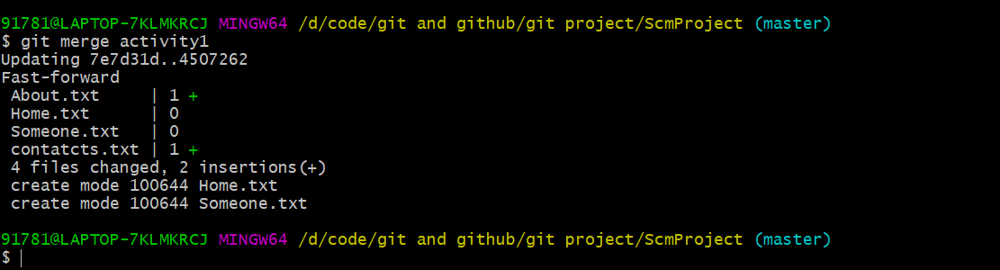 91781@LAPTOP-7KLMKRCJ MINGW64 /d/code/git and github/git project/ScmProject (master)
$ git merge activity1
Updating 7e7d31d..4507262
Fast-forward
 About.txt     | 1 +
 Home.txt      | 0
 Someone.txt   | 0
 contatcts.txt | 1 +
 4 files changed, 2 insertions(+)
 create mode 100644 Home.txt
 create mode 100644 Someone.txt
91781@LAPTOP-7KLMKRCJ MINGW64 /d/code/git and github/git project/ScmProject (master)
$